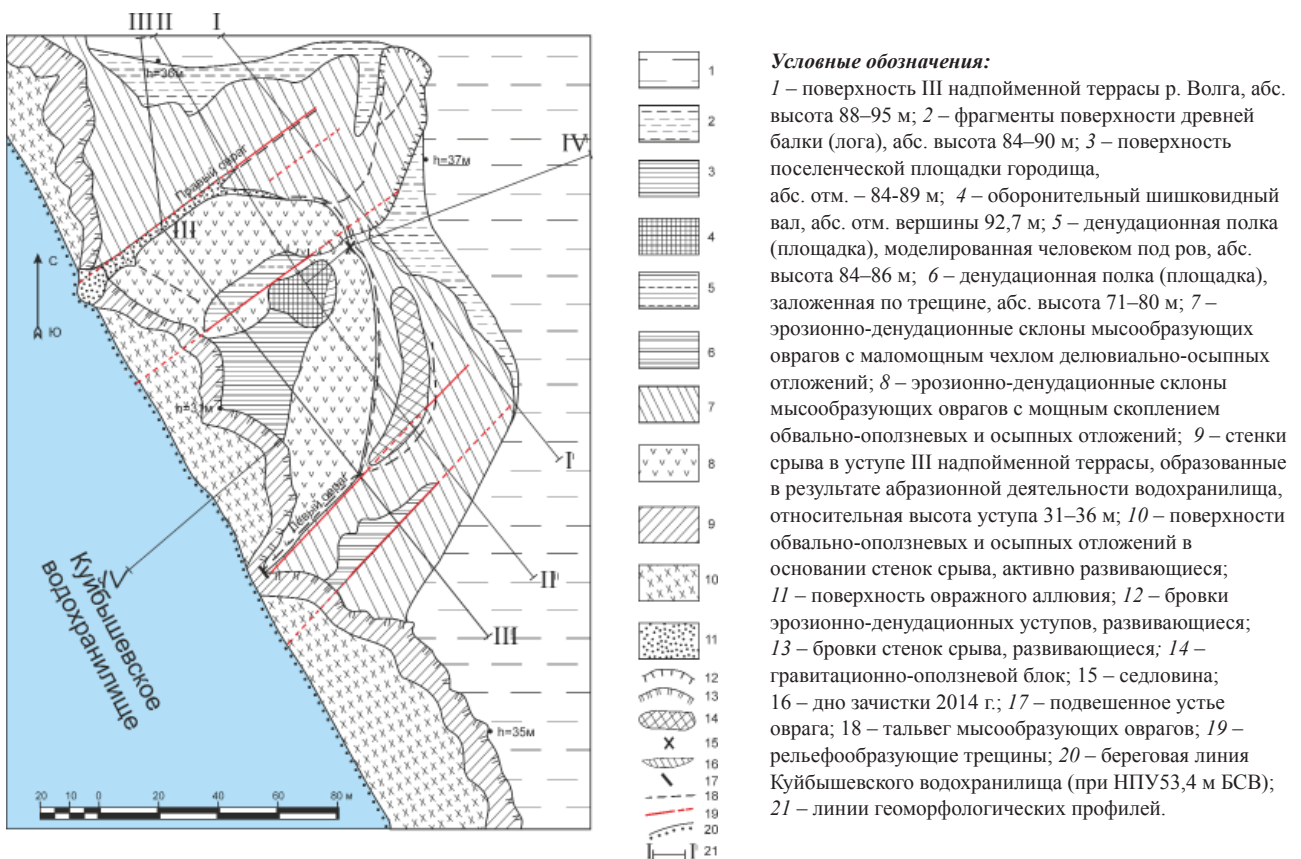 III II I
h=36м
IV
h=37м
Правый овраг
III
С
Ю
h=31м
I
Левый овраг
II
IV
III
Куйбышевское
водохранилище
h=35м
20 10 0 20 40 60 80 м
1
2
3
4
5
6
7
8
9
10
11
12
13
14
15
16
17
18
19
20
I I 21
Условные обозначения:
1 – поверхность III надпойменной террасы р. Волга, абс.
высота 88–95 м; 2 – фрагменты поверхности древней
балки (лога), абс. высота 84–90 м; 3 – поверхность
поселенческой площадки городища,
абс. отм. – 84-89 м; 4 – оборонительный шишковидный
вал, абс. отм. вершины 92,7 м; 5 – денудационная полка
(площадка), моделированная человеком под ров, абс.
высота 84–86 м; 6 – денудационная полка (площадка),
заложенная по трещине, абс. высота 71–80 м; 7 –
эрозионно-денудационные склоны мысообразующих
оврагов с маломощным чехлом делювиально-осыпных
отложений; 8 – эрозионно-денудационные склоны
мысообразующих оврагов с мощным скоплением
обвально-оползневых и осыпных отложений; 9 – стенки
срыва в уступе III надпойменной террасы, образованные
в результате абразионной деятельности водохранилища,
относительная высота уступа 31–36 м; 10 – поверхности
обвально-оползневых и осыпных отложений в
основании стенок срыва, активно развивающиеся;
11 – поверхность овражного аллювия; 12 – бровки
эрозионно-денудационных уступов, развивающиеся;
13 – бровки стенок срыва, развивающиеся; 14 –
гравитационно-оползневой блок; 15 – седловина;
16 – дно зачистки 2014 г.; 17 – подвешенное устье
оврага; 18 – тальвег мысообразующих оврагов; 19 –
рельефообразующие трещины; 20 – береговая линия
Куйбышевского водохранилища (при НПУ53,4 м БСВ);
21 – линии геоморфологических профилей.